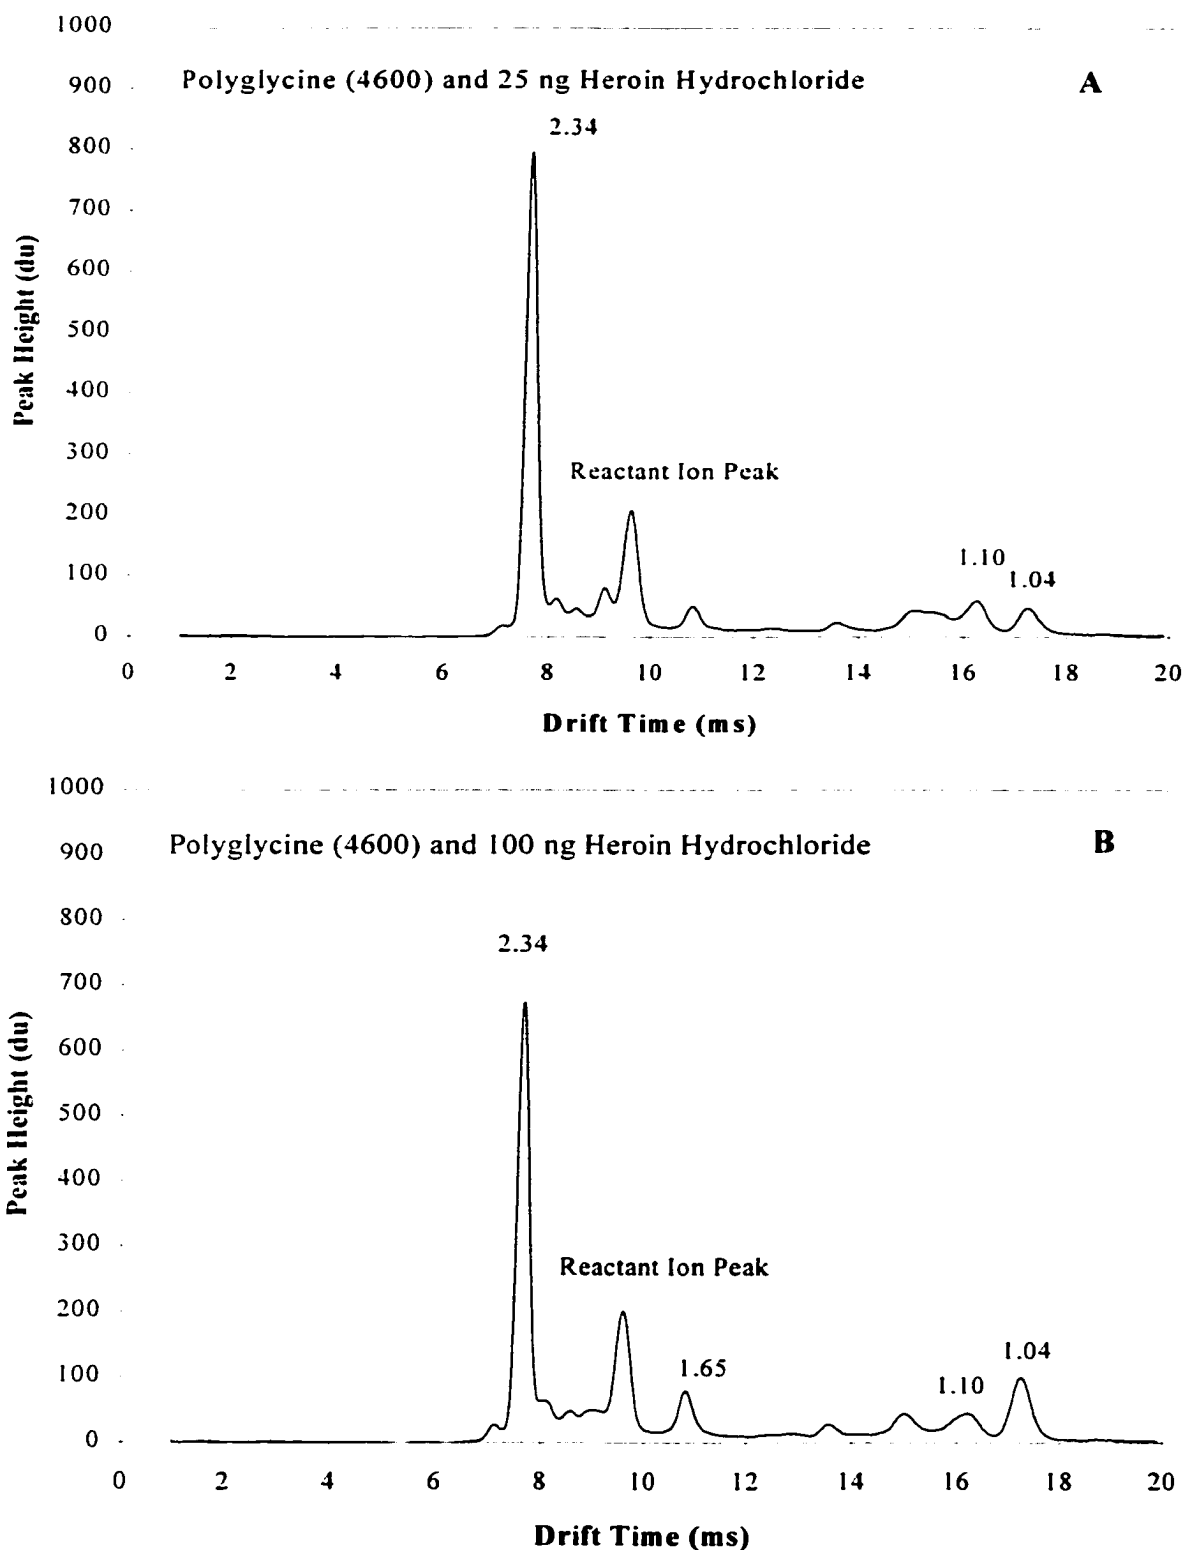 1000
Polyglycine (4600) and 25 ng Heroin Hydrochloride A
900
2.34
800
700
600
500
400
300
Reactant Ion Peak
200
1.10
100
1.04
0
0 2 4 6 8 10 12 14 16 18 20
Peak Height (du)
Drift Time (ms)
1000
Polyglycine (4600) and 100 ng Heroin Hydrochloride B
900
800
2.34
700
600
500
400
300
Reactant Ion Peak
200
1.04
100
1.65
1.10
0
0 2 4 6 8 10 12 14 16 18 20
Peak Height (du)
Drift Time (ms)